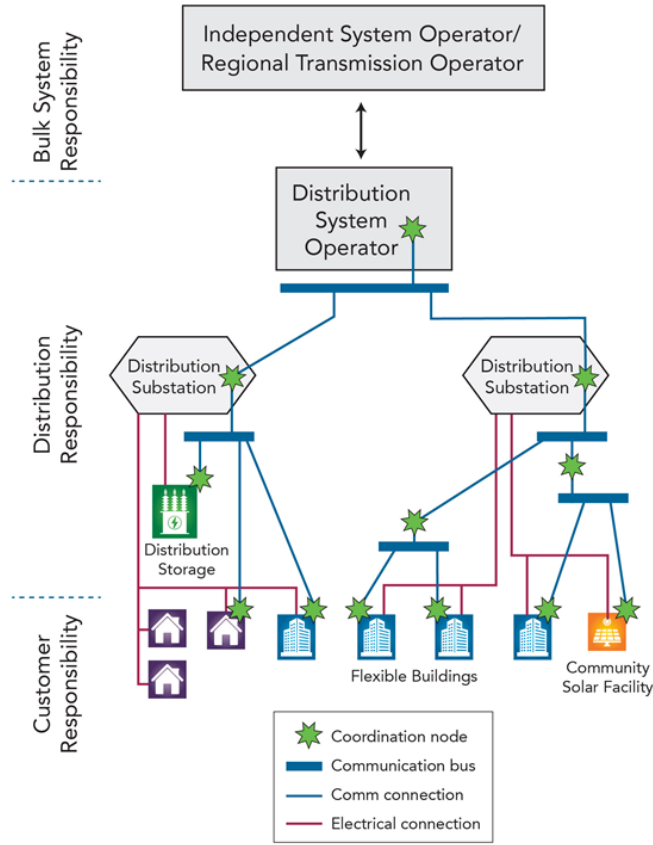 Independent System Operator/
Regional Transmission Operator
Bulk System
Responsibility
Distribution
System
Operator
Distribution
Responsibility
Distribution
Substation
Distribution
Substation
Distribution
Storage
Customer
Responsibility
Flexible Buildings
Community
Solar Facility
Coordination node
Communication bus
Comm connection
Electrical connection